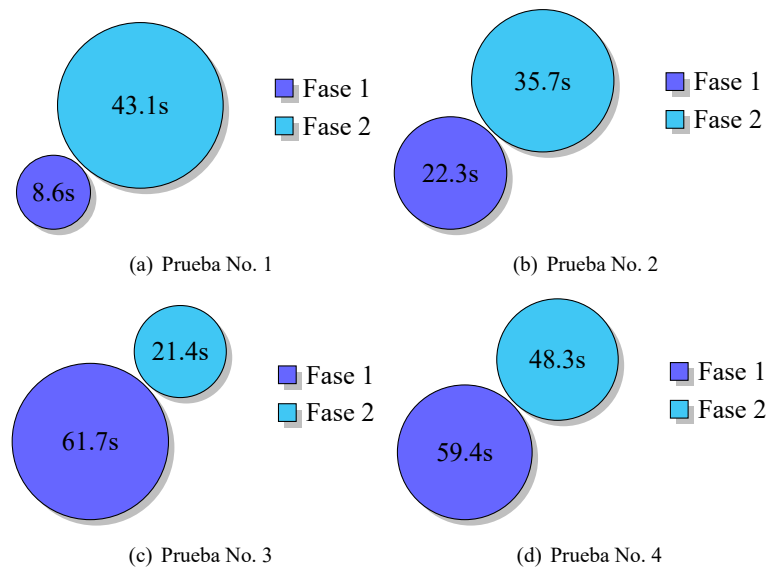 43.1s
8.6s
Fase 1
Fase 2
(a) Prueba No. 1
35.7s
22.3s
Fase 1
Fase 2
(b) Prueba No. 2
21.4s
61.7s
Fase 1
Fase 2
(c) Prueba No. 3
48.3s
59.4s
Fase 1
Fase 2
(d) Prueba No. 4